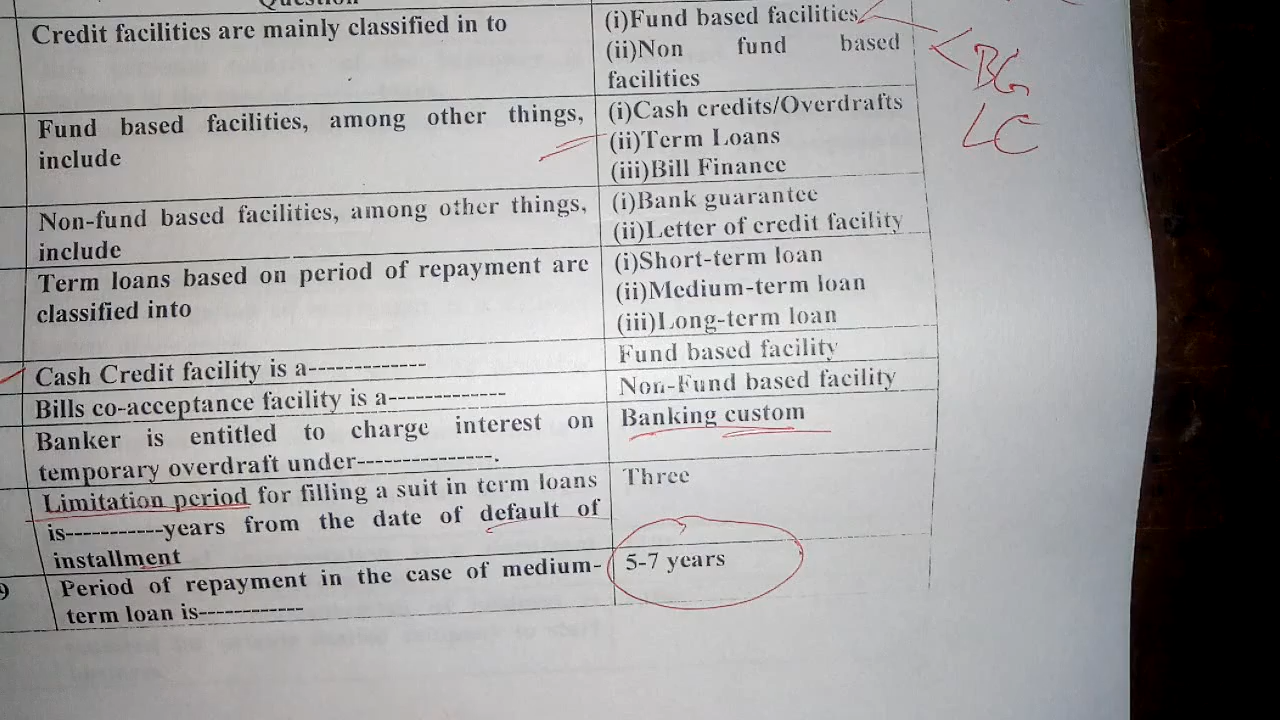 Question
Credit facilities are mainly classified in to
(i)Fund based facilities
(ii)Non fund based
facilities
BG
LC
Fund based facilities, among other things,
include
(i)Cash credits/Overdrafts
(ii)Term Loans
(iii)Bill Finance
Non-fund based facilities, among other things,
include
(i)Bank guarantee
(ii)Letter of credit facility
Term loans based on period of repayment are
classified into
(i)Short-term loan
(ii)Medium-term loan
(iii)Long-term loan
Cash Credit facility is a-------------
Fund based facility
Bills co-acceptance facility is a-------------
Non-Fund based facility
Banker is entitled to charge interest on
temporary overdraft under---------------.
Banking custom
Limitation period for filling a suit in term loans
is-----------years from the date of default of
installment
Three
9
Period of repayment in the case of medium-
term loan is------------
5-7 years